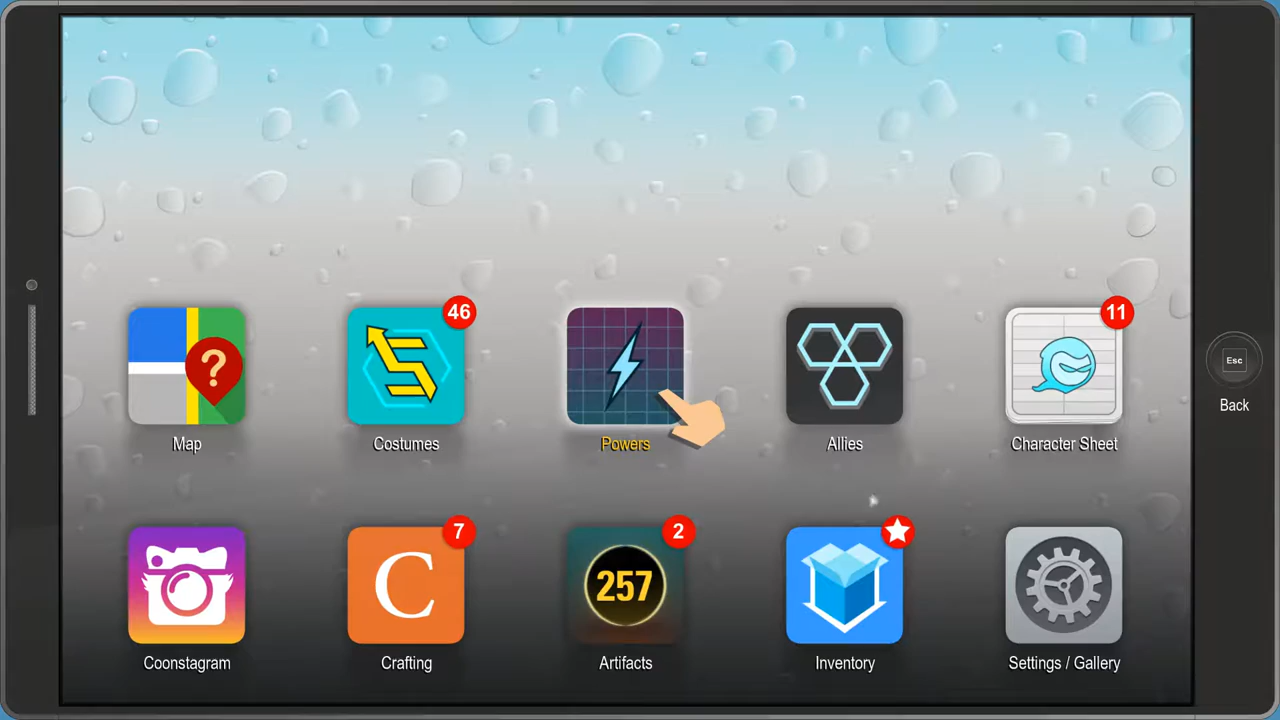 46
11
?
Map
Costumes
Powers
Allies
Character Sheet
Esc
Back
7
2
C
257
Coonstagram
Crafting
Artifacts
Inventory
Settings / Gallery